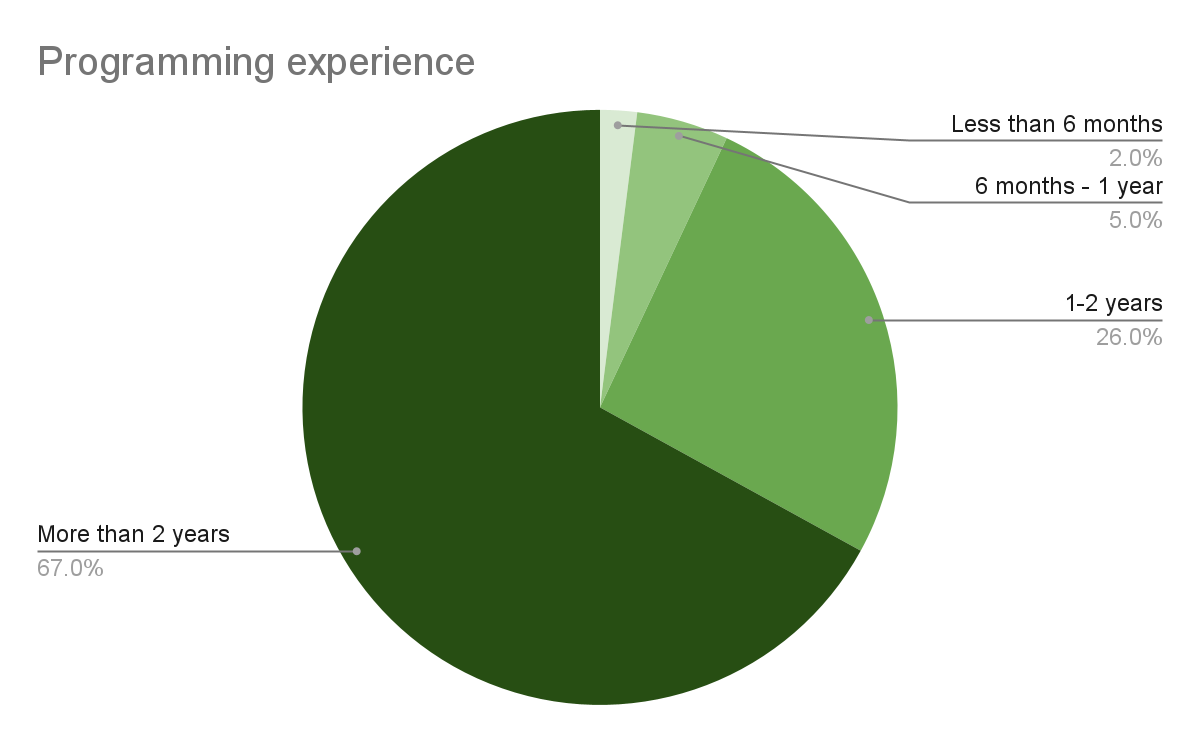 Programming experience
Less than 6 months
2.0%
6 months - 1 year
5.0%
1-2 years
26.0%
More than 2 years
67.0%